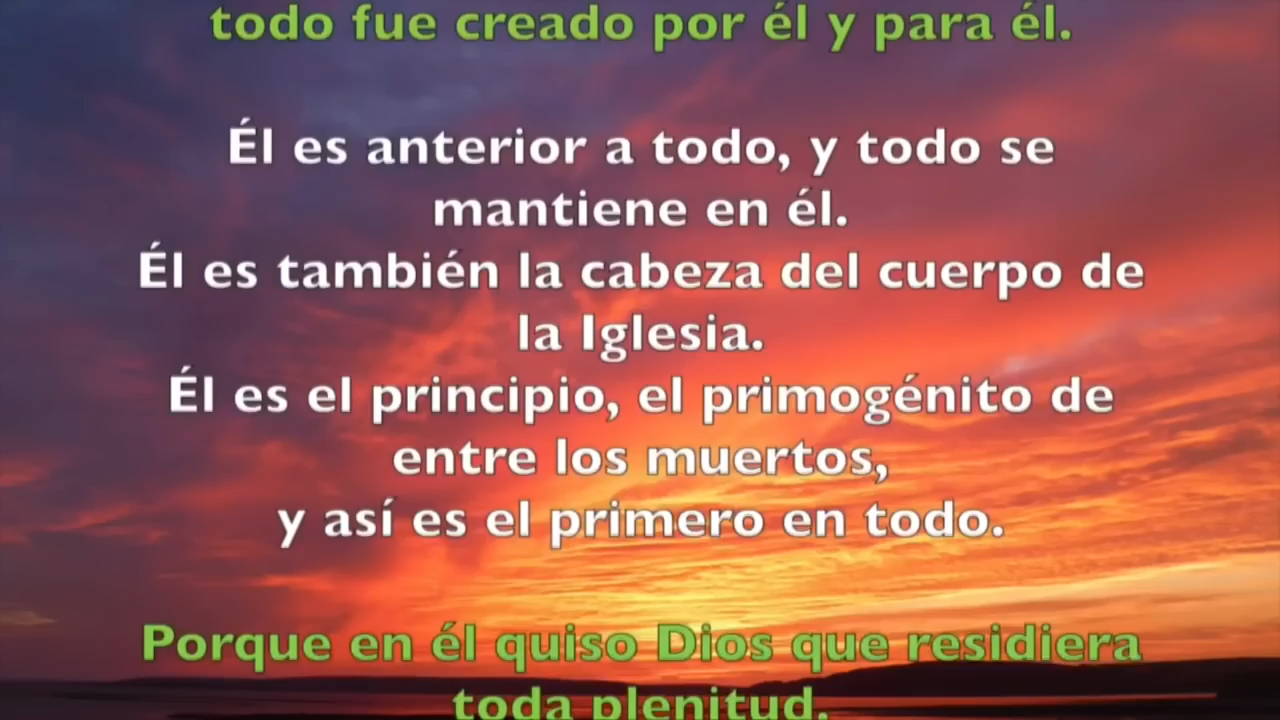 todo fue creado por él y para él.
Él es anterior a todo, y todo se
mantiene en él.
Él es también la cabeza del cuerpo de
la Iglesia.
Él es el principio, el primogénito de
entre los muertos,
y así es el primero en todo.
Porque en él quiso Dios que residiera
toda plenitud.